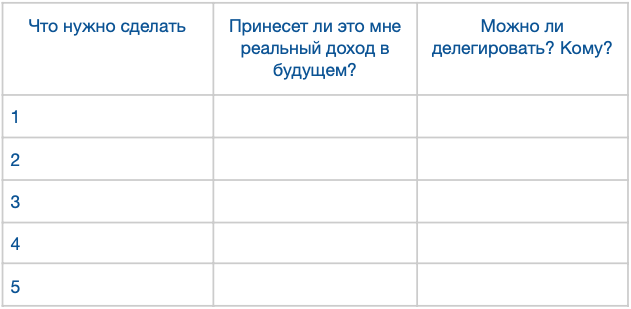 Что нужно сделать
Принесет ли это мне
реальный доход в
будущем?
Можно ли
делегировать? Кому?
1
2
3
4
5